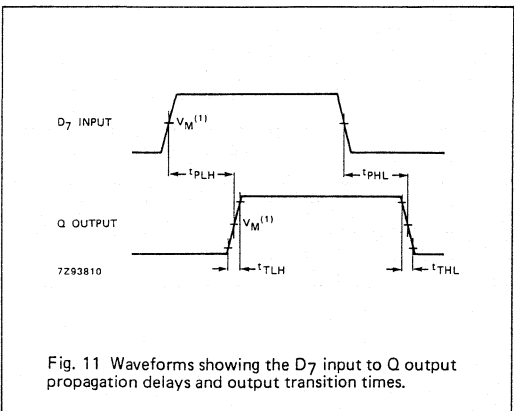 D7 INPUT
VM(1)
tPLH
tPHL
Q OUTPUT
VM(1)
7Z93810
tTLH
tTHL
Fig. 11 Waveforms showing the D7 input to Q output
propagation delays and output transition times.